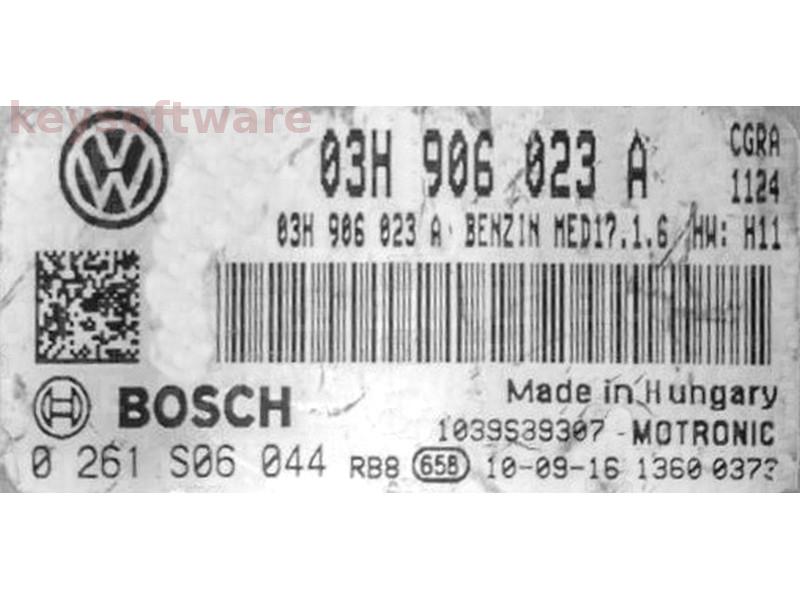 keysoftware
03H 906 023 A CGRA
1124
03H 906 023 A BENZIN MED17.1.6 HW: H11
BOSCH Made in Hungary
1039S39307 - MOTRONIC
0 261 S06 044 RB8 658 10-09-16 1360